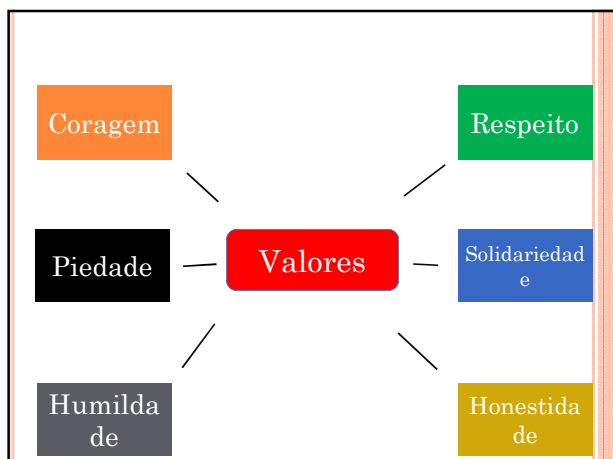 Coragem
Respeito
Piedade
Valores
Solidariedad
e
Humilda
de
Honestida
de